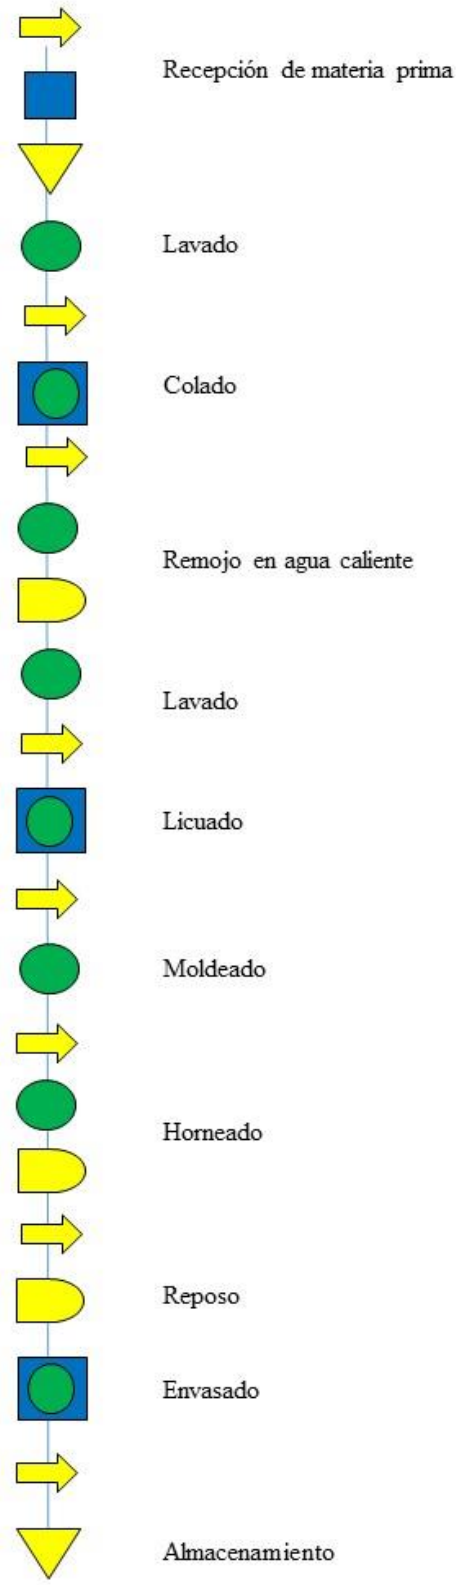 Recepción de materia prima
Lavado
Colado
Remojo en agua caliente
Lavado
Licuado
Moldeado
Horneado
Reposo
Envasado
Almacenamiento